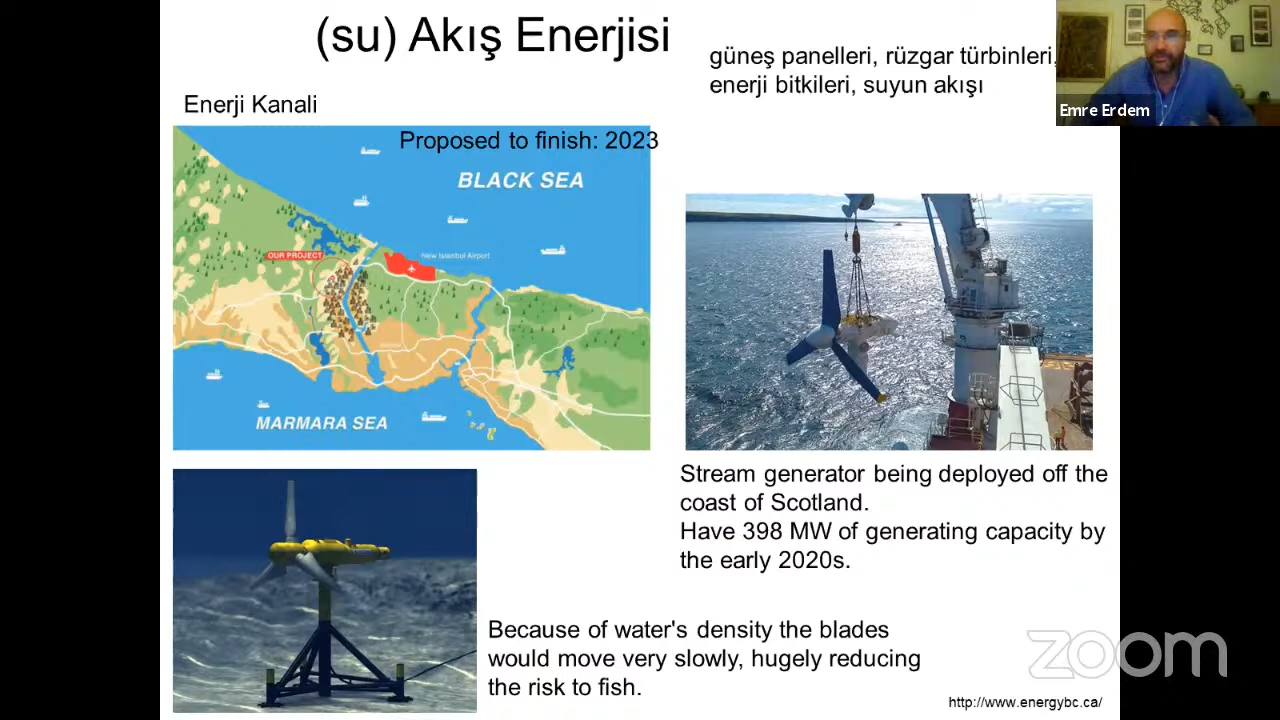 (su) Akış Enerjisi
güneş panelleri, rüzgar türbinleri,
enerji bitkileri, suyun akışı
Emre Erdem
Enerji Kanali
Proposed to finish: 2023
BLACK SEA
OUR PROJECT
New Istanbul Airport
MARMARA SEA
Stream generator being deployed off the
coast of Scotland.
Have 398 MW of generating capacity by
the early 2020s.
Because of water's density the blades
would move very slowly, hugely reducing
the risk to fish.
zoom
http://www.energybc.ca/